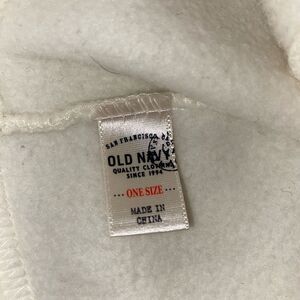 SAN FRANCISCO
OLD NAVY
QUALITY CLOTHING
SINCE 1994
ONE SIZE
MADE IN
CHINA